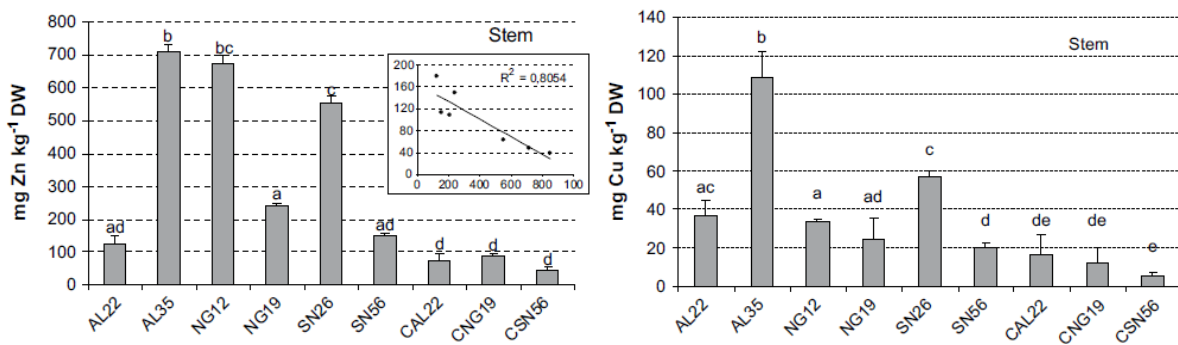 800
700
600
500
400
300
200
100
0
mg Zn kg-1 DW
Stem
ad
b
bc
a
c
ad
d
d
d
AL22
AL35
NG12
NG19
SN26
SN56
CAL22
CNG19
CSN56
200
160
120
80
40
0
R2 = 0,8054
0 200 400 600 800 100
140
120
100
80
60
40
20
0
mg Cu kg-1 DW
Stem
ac
b
a
ad
c
d
de
de
e
AL22
AL35
NG12
NG19
SN26
SN56
CAL22
CNG19
CSN56